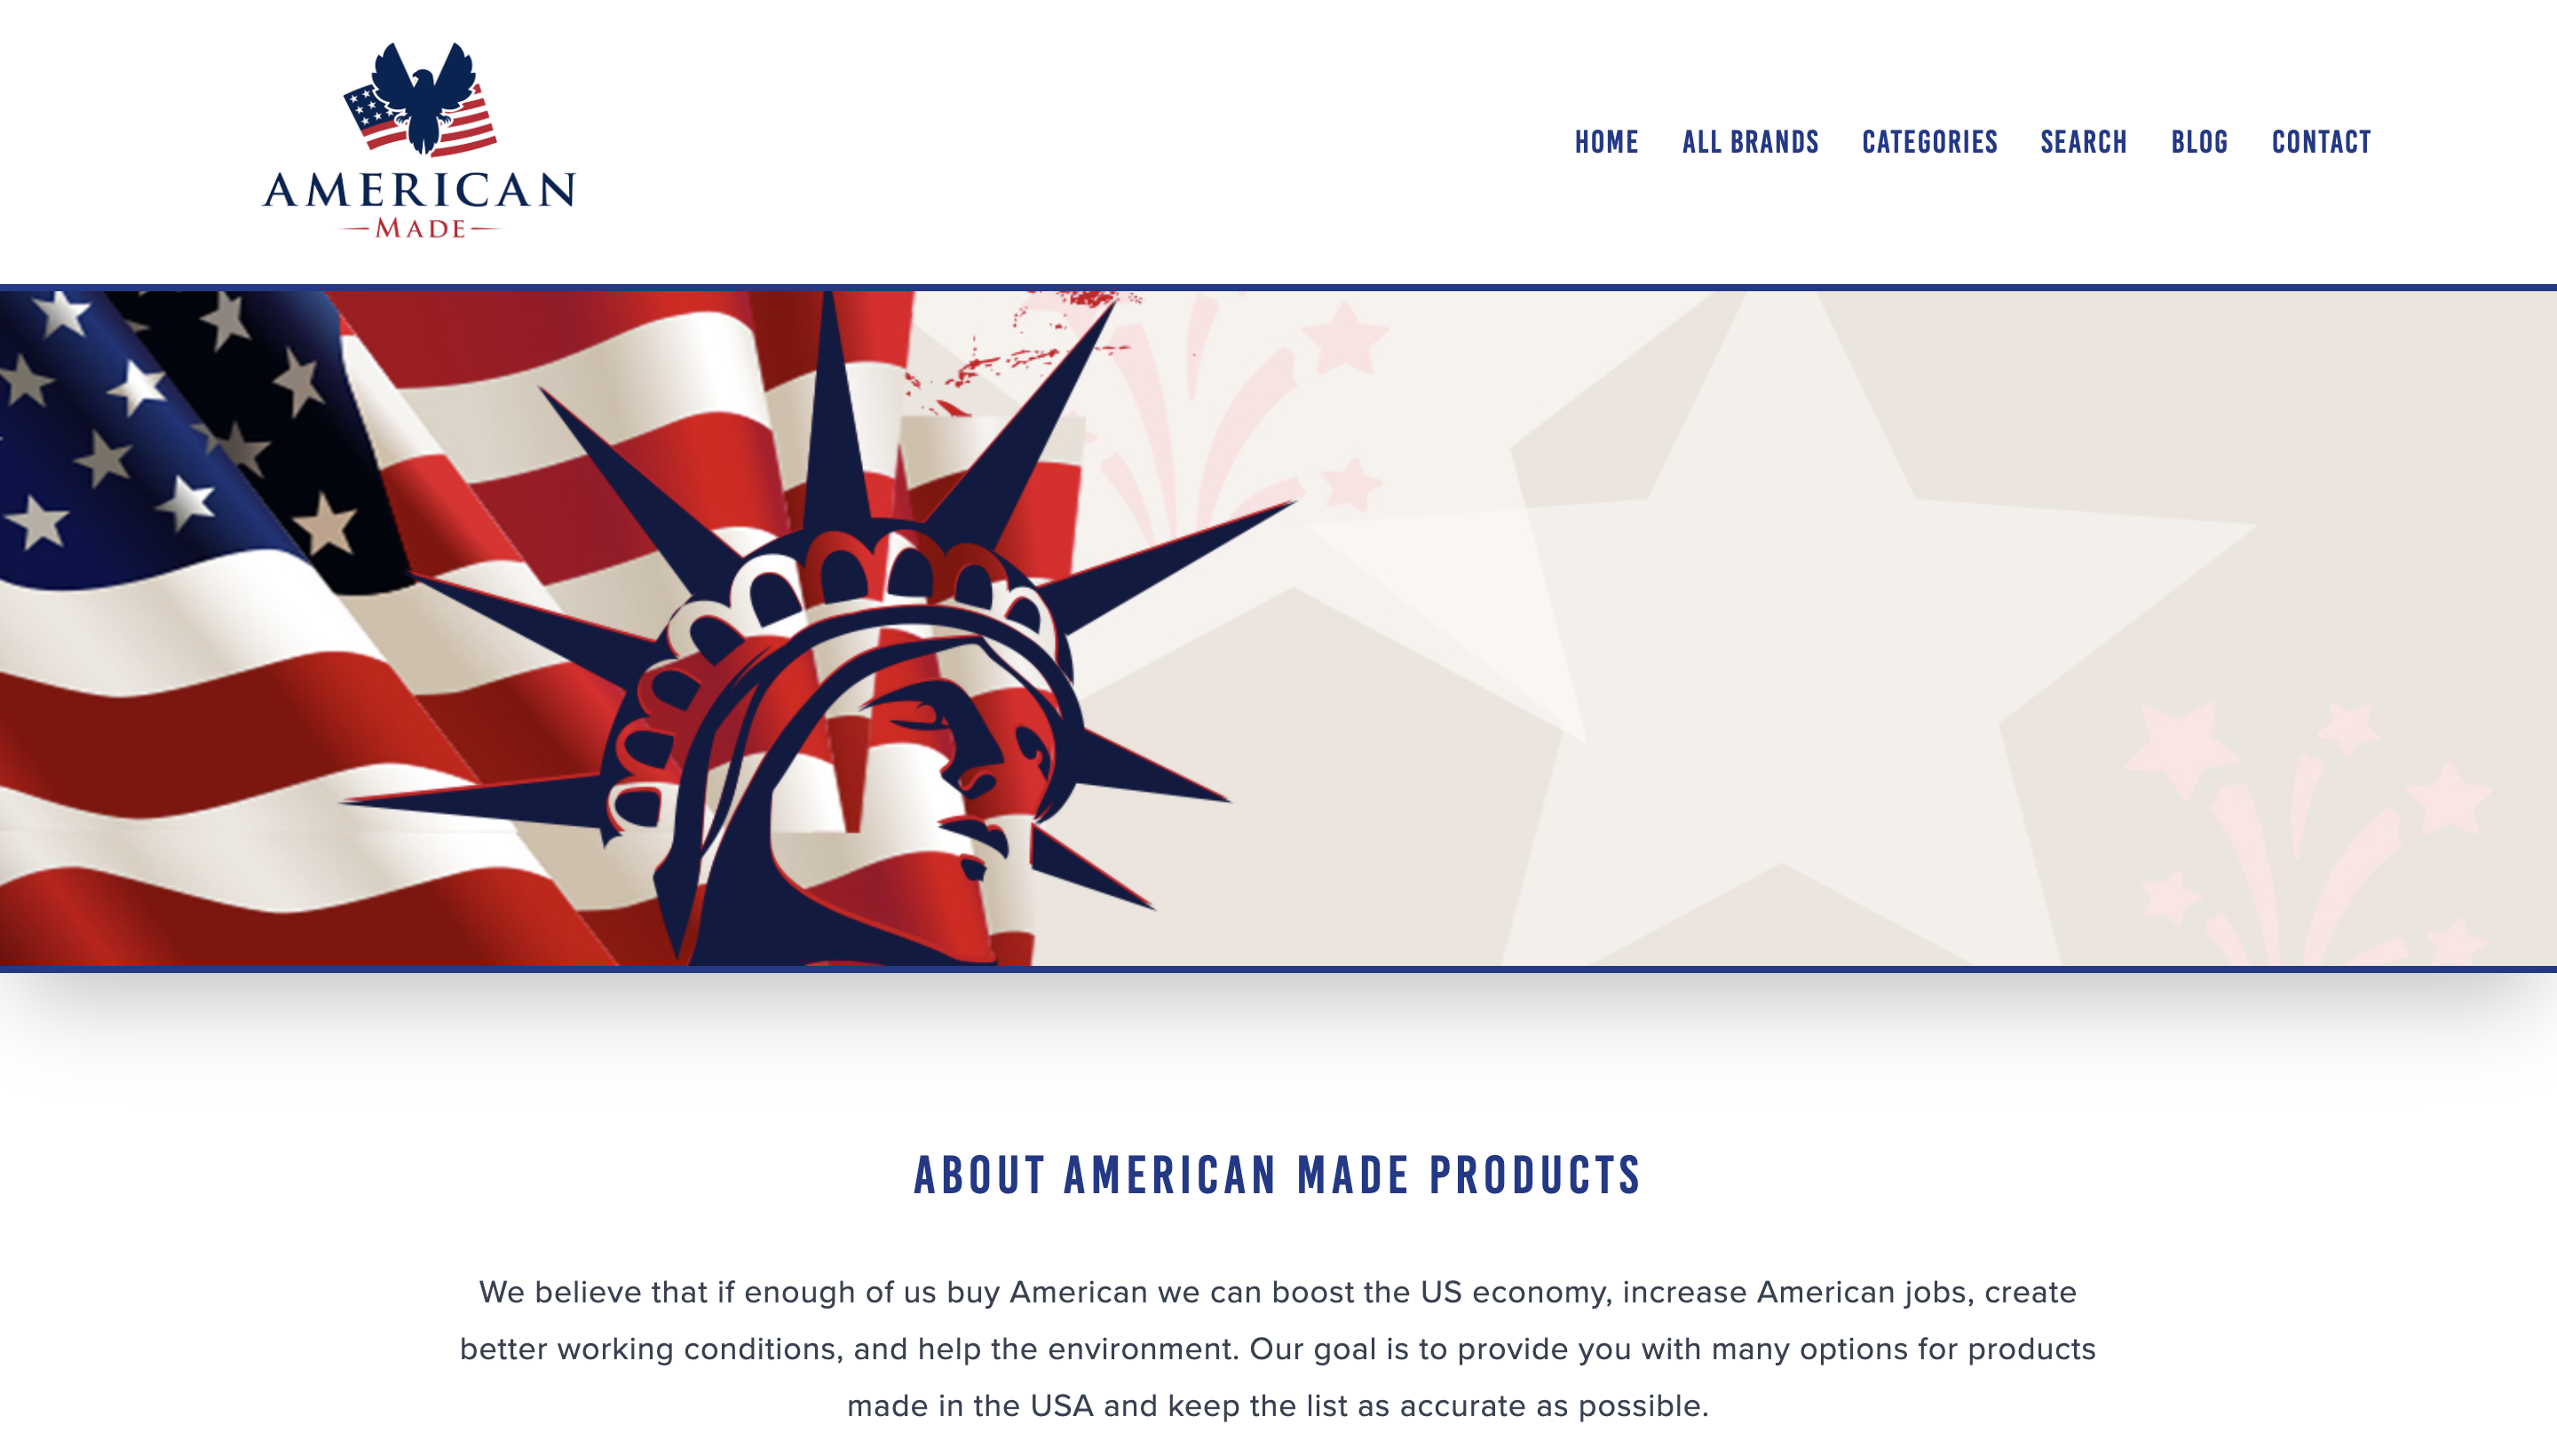 AMERICAN
MADE
HOME ALL BRANDS CATEGORIES SEARCH BLOG CONTACT
ABOUT AMERICAN MADE PRODUCTS
We believe that if enough of us buy American we can boost the US economy, increase American jobs, create
better working conditions, and help the environment. Our goal is to provide you with many options for products
made in the USA and keep the list as accurate as possible.